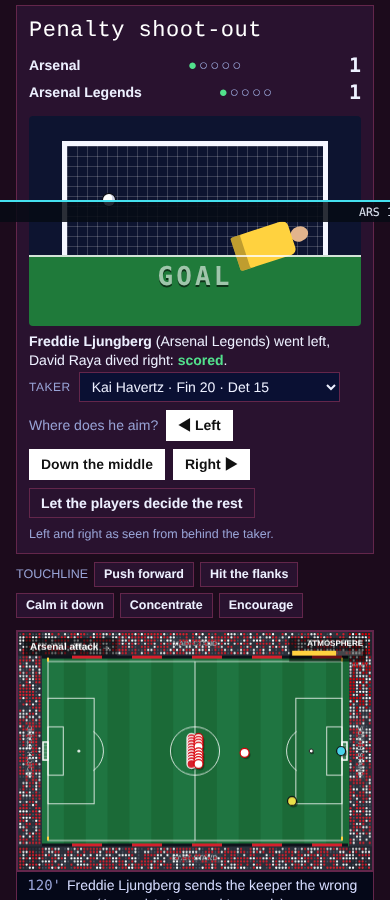 Penalty shoot-out
Arsenal 1
Arsenal Legends 1
ARS 1
GOAL
Freddie Ljungberg (Arsenal Legends) went left,
David Raya dived right: scored.
TAKER Kai Havertz · Fin 20 · Det 15
Where does he aim? ◀ Left
Down the middle Right ▶
Let the players decide the rest
Left and right as seen from behind the taker.
TOUCHLINE Push forward Hit the flanks
Calm it down Concentrate Encourage
Arsenal attack
ATMOSPHERE
120' Freddie Ljungberg sends the keeper the wrong